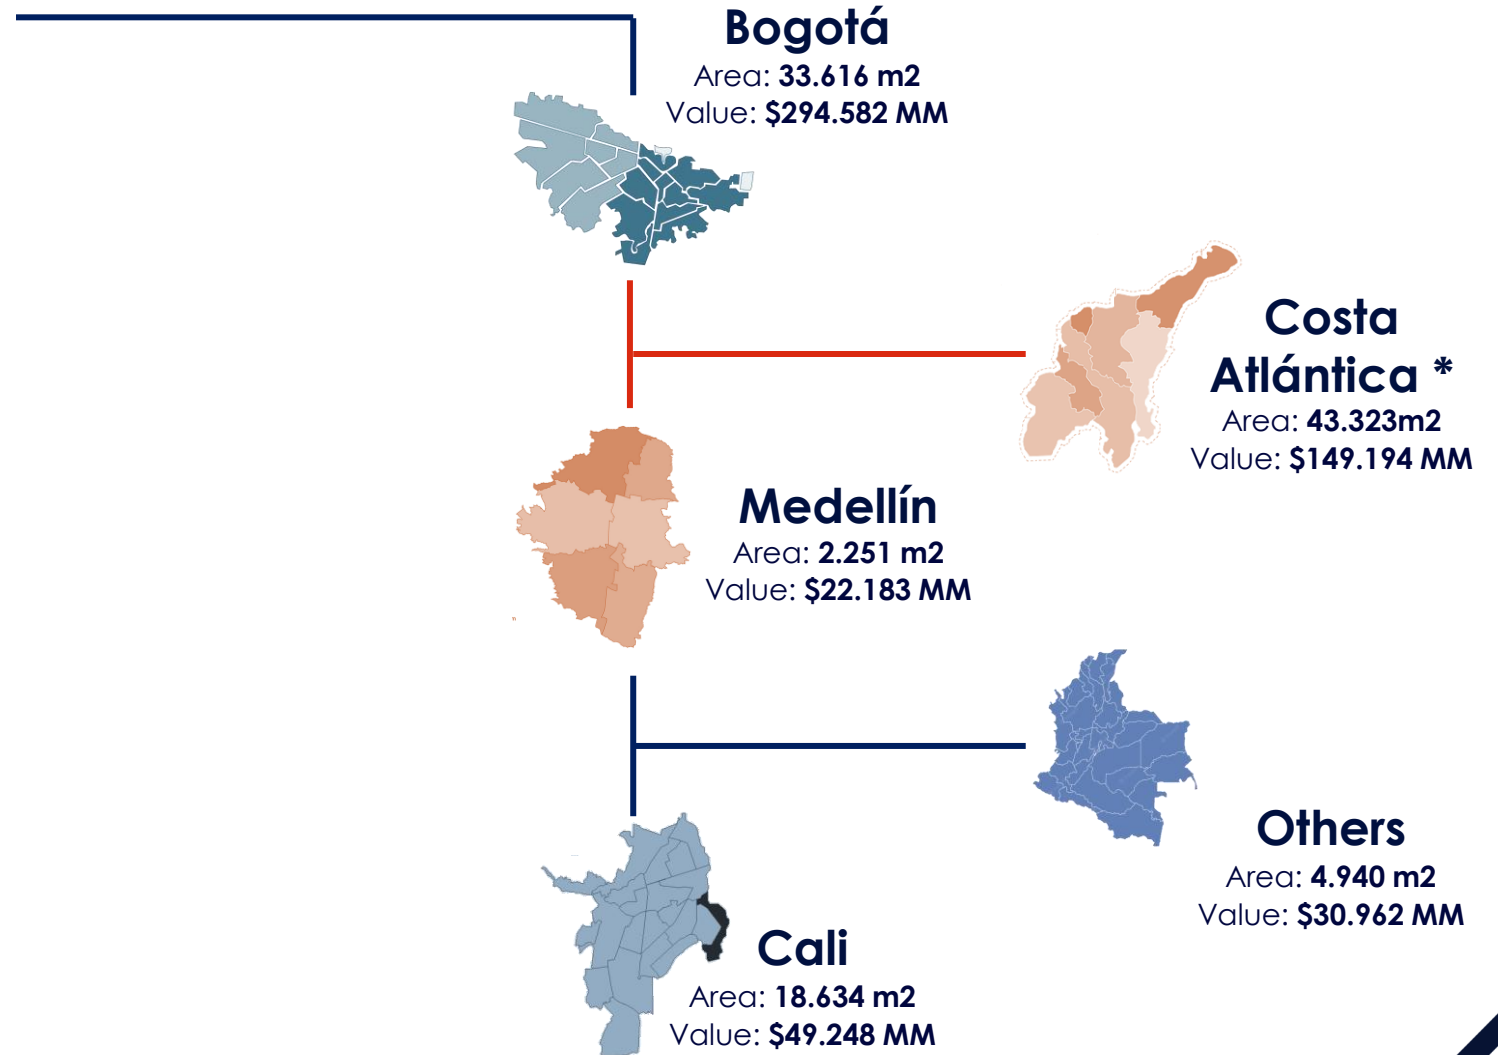 Bogotá
Area: 33.616 m2
Value: $294.582 MM
Costa
Atlántica *
Area: 43.323m2
Value: $149.194 MM
Medellín
Area: 2.251 m2
Value: $22.183 MM
Others
Area: 4.940 m2
Value: $30.962 MM
Cali
Area: 18.634 m2
Value: $49.248 MM